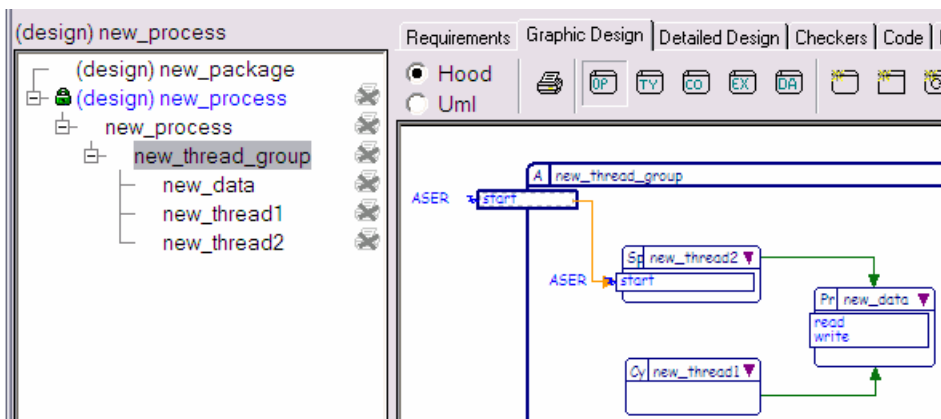 (design) new_process
(design) new_package
(design) new_process
new_process
new_thread_group
new_data
new_thread1
new_thread2
Requirements Graphic Design Detailed Design Checkers Code
Hood
Uml
OP TY CO EX DA
A new_thread_group
ASER start
Sp new_thread2
ASER start
Pr new_data
read
write
Cy new_thread1